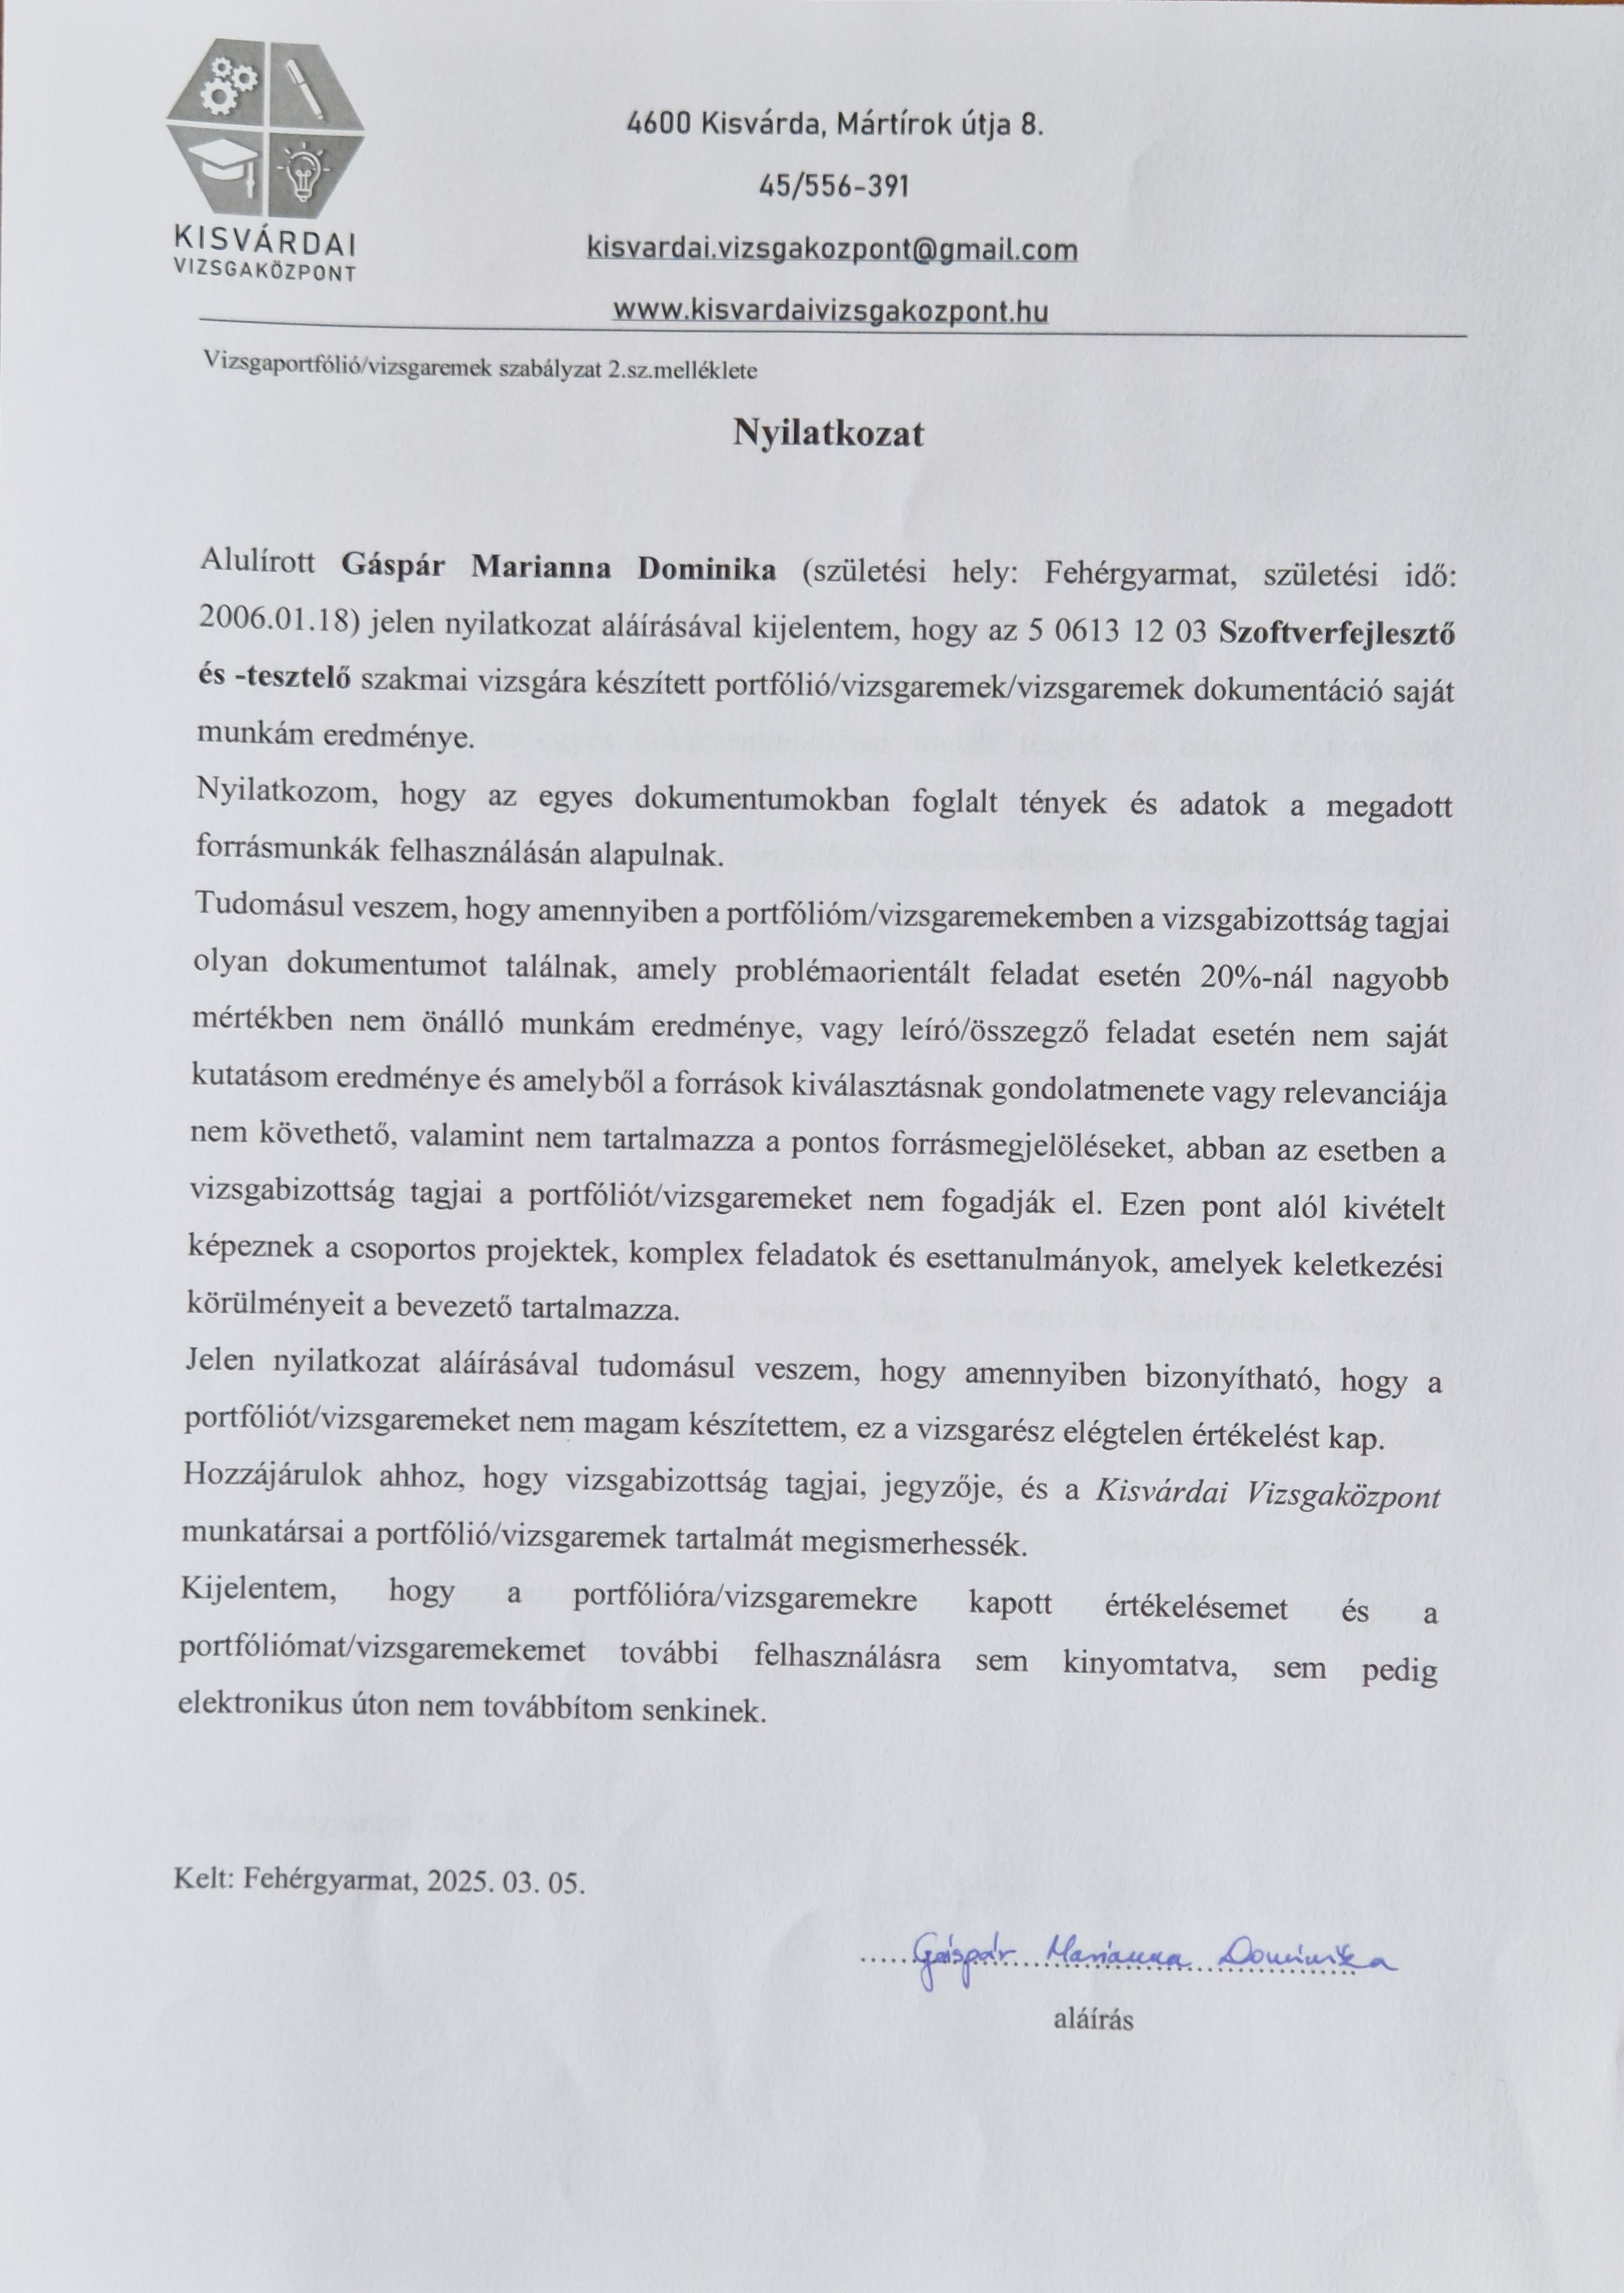 KISVÁRDAI
VIZSGAKÖZPONT
4600 Kisvárda, Mártírok útja 8.
45/556-391
kisvardai.vizsgakozpont@gmail.com
www.kisvardaivizsgakozpont.hu
Vizsgaportfólió/vizsgaremek szabályzat 2.sz.melléklete
Nyilatkozat
Alulírott Gáspár Marianna Dominika (születési hely: Fehérgyarmat, születési idő:
2006.01.18) jelen nyilatkozat aláírásával kijelentem, hogy az 5 0613 12 03 Szoftverfejlesztő
és -tesztelő szakmai vizsgára készített portfólió/vizsgaremek/vizsgaremek dokumentáció saját
munkám eredménye.
Nyilatkozom, hogy az egyes dokumentumokban foglalt tények és adatok a megadott
forrásmunkák felhasználásán alapulnak.
Tudomásul veszem, hogy amennyiben a portfólióm/vizsgaremekemben a vizsgabizottság tagjai
olyan dokumentumot találnak, amely problémaorientált feladat esetén 20%-nál nagyobb
mértékben nem önálló munkám eredménye, vagy leíró/összegző feladat esetén nem saját
kutatásom eredménye és amelyből a források kiválasztásnak gondolatmenete vagy relevanciája
nem követhető, valamint nem tartalmazza a pontos forrásmegjelöléseket, abban az esetben a
vizsgabizottság tagjai a portfóliót/vizsgaremeket nem fogadják el. Ezen pont alól kivételt
képeznek a csoportos projektek, komplex feladatok és esettanulmányok, amelyek keletkezési
körülményeit a bevezető tartalmazza.
Jelen nyilatkozat aláírásával tudomásul veszem, hogy amennyiben bizonyítható, hogy a
portfóliót/vizsgaremeket nem magam készítettem, ez a vizsgarész elégtelen értékelést kap.
Hozzájárulok ahhoz, hogy vizsgabizottság tagjai, jegyzője, és a Kisvárdai Vizsgaközpont
munkatársai a portfólió/vizsgaremek tartalmát megismerhessék.
Kijelentem, hogy a portfólióra/vizsgaremekre kapott értékelésemet és a
portfóliómat/vizsgaremekemet további felhasználásra sem kinyomtatva, sem pedig
elektronikus úton nem továbbítom senkinek.
Kelt: Fehérgyarmat, 2025. 03. 05.
Gáspár Marianna Dominika
aláírás